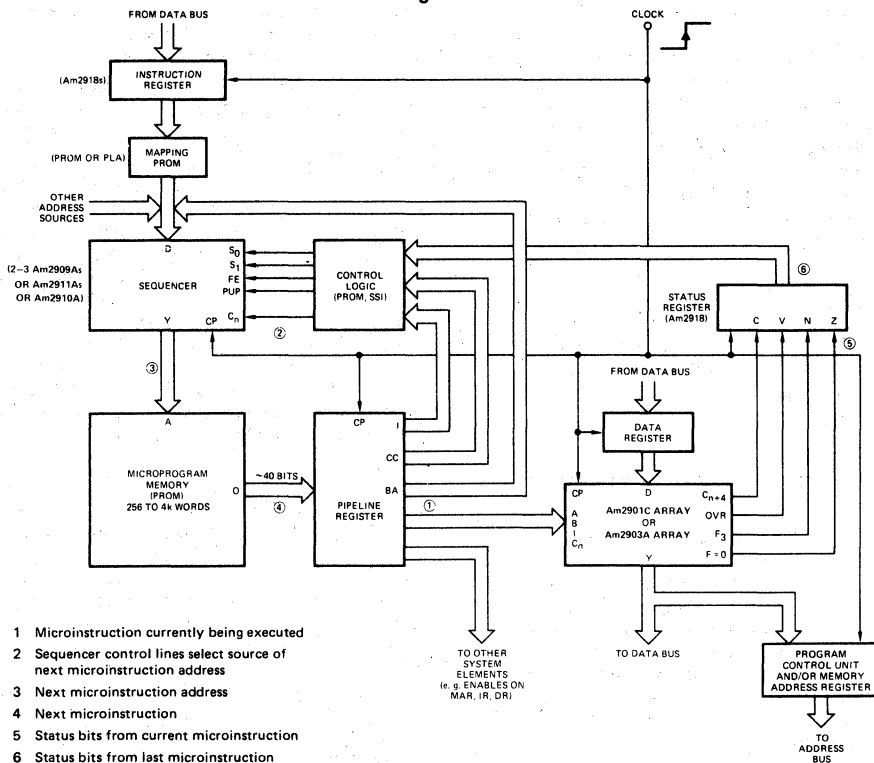 FROM DATA BUS
CLOCK
(Am2918s)
INSTRUCTION
REGISTER
(PROM OR PLA)
MAPPING
PROM
OTHER
ADDRESS
SOURCES
(2–3 Am2909As
OR Am2911As
OR Am2910A)
D
SEQUENCER
S0
S1
FE
PUP
Cn
Y
CP
CONTROL
LOGIC
(PROM, SSI)
②
⑥
STATUS
REGISTER
(Am2918)
C V N Z
⑤
③
FROM DATA BUS
DATA
REGISTER
A
MICROPROGRAM
MEMORY
(PROM)
256 TO 4k WORDS
O
~40 BITS
④
CP
I
CC
BA
PIPELINE
REGISTER
①
CP
D
A
B
I
Cn
Am2901C ARRAY
OR
Am2903A ARRAY
Cn+4
OVR
F3
F = 0
Y
TO OTHER
SYSTEM
ELEMENTS
(e. g. ENABLES ON
MAR, IR, DR)
TO DATA BUS
PROGRAM
CONTROL UNIT
AND/OR MEMORY
ADDRESS REGISTER
TO
ADDRESS
BUS
1 Microinstruction currently being executed
2 Sequencer control lines select source of
next microinstruction address
3 Next microinstruction address
4 Next microinstruction
5 Status bits from current microinstruction
6 Status bits from last microinstruction